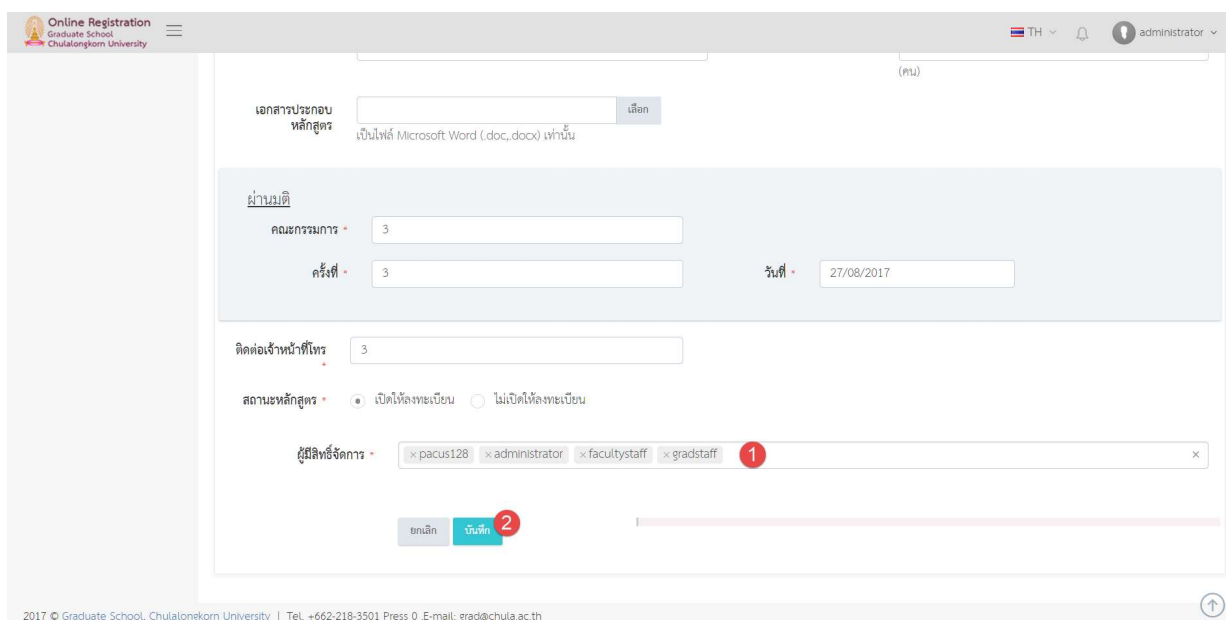 Online Registration
Graduate School
Chulalongkorn University
TH
administrator
(คน)
เอกสารประกอบ
หลักสูตร
เลือก
เป็นไฟล์ Microsoft Word (.doc,.docx) เท่านั้น
ผ่านมติ
คณะกรรมการ * 3
ครั้งที่ * 3
วันที่ * 27/08/2017
ติดต่อเจ้าหน้าที่โทร
* 3
สถานะหลักสูตร * เปิดให้ลงทะเบียน ไม่เปิดให้ลงทะเบียน
ผู้มีสิทธิ์จัดการ * ×pacus128 ×administrator ×facultystaff ×gradstaff 1 ×
ยกเลิก บันทึก 2
2017 © Graduate School, Chulalongkorn University | Tel. +662-218-3501 Press 0 .E-mail: grad@chula.ac.th